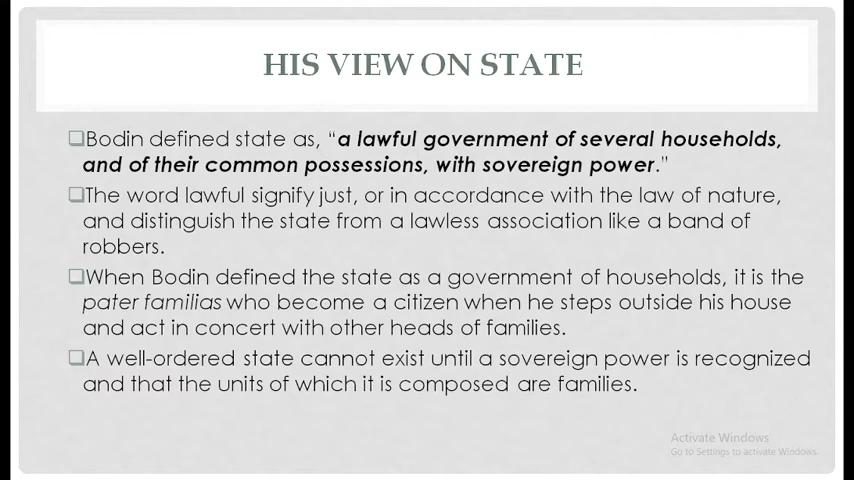 HIS VIEW ON STATE
❑Bodin defined state as, “a lawful government of several households,
and of their common possessions, with sovereign power.”
❑The word lawful signify just, or in accordance with the law of nature,
and distinguish the state from a lawless association like a band of
robbers.
❑When Bodin defined the state as a government of households, it is the
pater familias who become a citizen when he steps outside his house
and act in concert with other heads of families.
❑A well-ordered state cannot exist until a sovereign power is recognized
and that the units of which it is composed are families.
Activate Windows
Go to Settings to activate Windows.